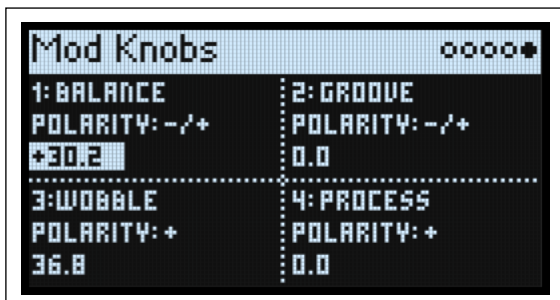 Mod Knobs
1: BALANCE
POLARITY: -/+
+30.2
2: GROOVE
POLARITY: -/+
0.0
3:WOBBLE
POLARITY: +
36.8
4: PROCESS
POLARITY: +
0.0